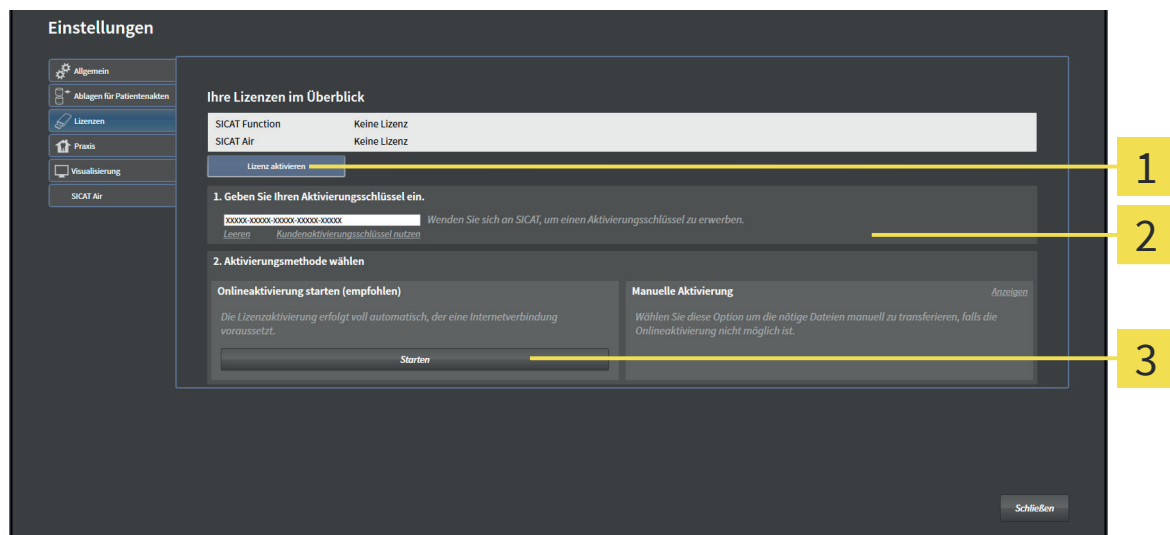 Einstellungen
Allgemein
Ablagen für Patientenakten
Lizenzen
Praxis
Visualisierung
SICAT Air
Ihre Lizenzen im Überblick
SICAT Function Keine Lizenz
SICAT Air Keine Lizenz
Lizenz aktivieren
1. Geben Sie Ihren Aktivierungsschlüssel ein.
XXXXX-XXXXX-XXXXX-XXXXX-XXXXX Wenden Sie sich an SICAT, um einen Aktivierungsschlüssel zu erwerben.
Leeren Kundenaktivierungsschlüssel nutzen
2. Aktivierungsmethode wählen
Onlineaktivierung starten (empfohlen)
Die Lizenzaktivierung erfolgt voll automatisch, der eine Internetverbindung
voraussetzt.
Starten
Manuelle Aktivierung Anzeigen
Wählen Sie diese Option um die nötige Dateien manuell zu transferieren, falls die
Onlineaktivierung nicht möglich ist.
Schließen
1
2
3